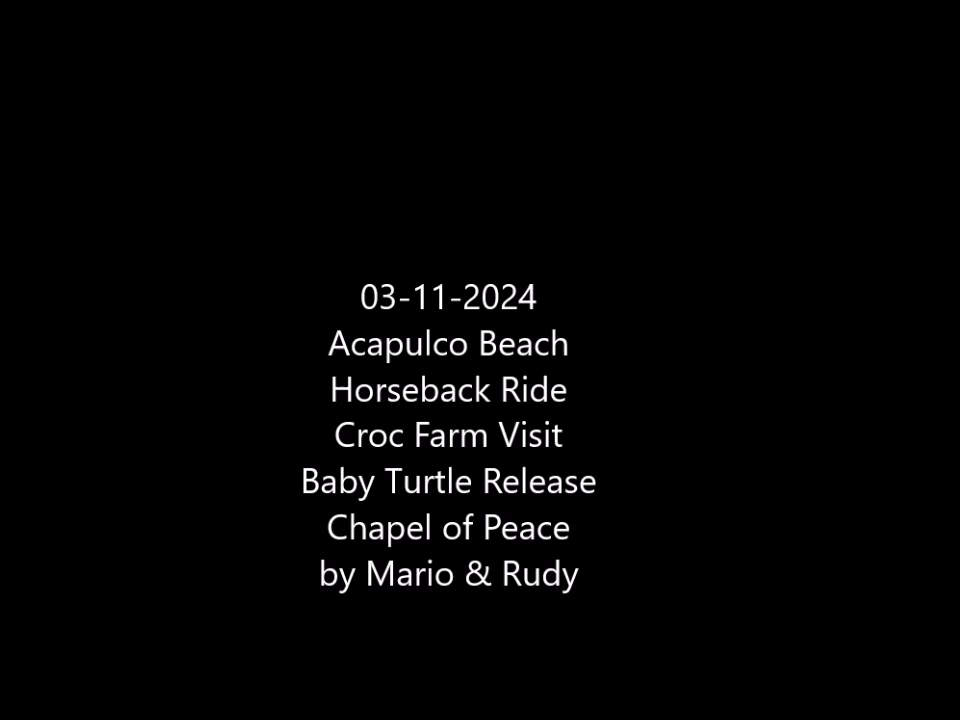 03-11-2024
Acapulco Beach
Horseback Ride
Croc Farm Visit
Baby Turtle Release
Chapel of Peace
by Mario & Rudy